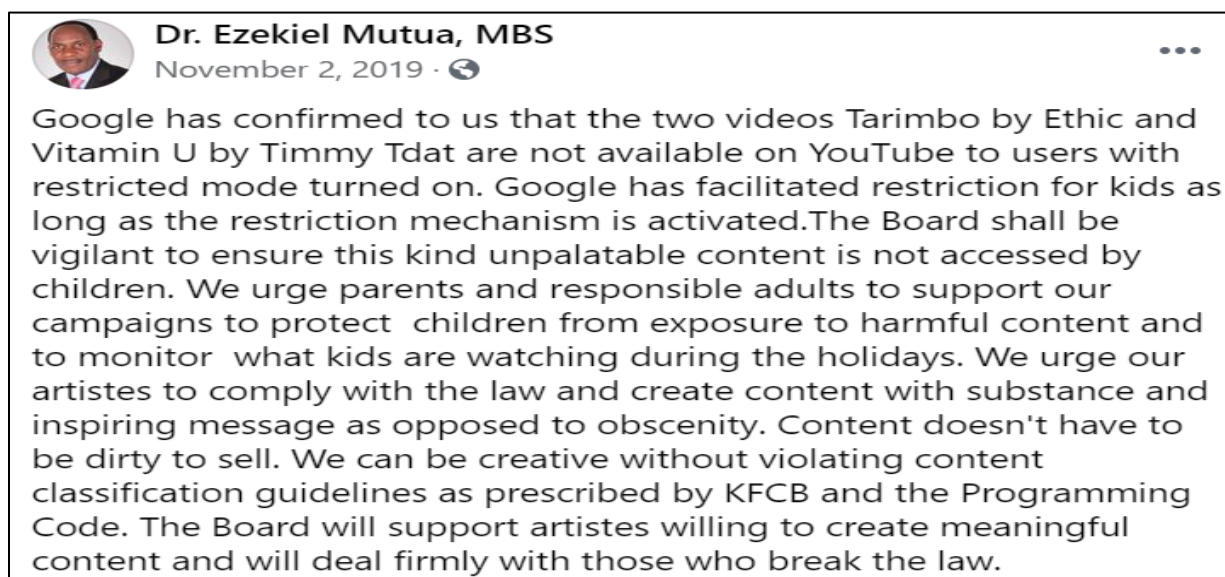 Dr. Ezekiel Mutua, MBS
November 2, 2019 ·
Google has confirmed to us that the two videos Tarimbo by Ethic and
Vitamin U by Timmy Tdat are not available on YouTube to users with
restricted mode turned on. Google has facilitated restriction for kids as
long as the restriction mechanism is activated.The Board shall be
vigilant to ensure this kind unpalatable content is not accessed by
children. We urge parents and responsible adults to support our
campaigns to protect  children from exposure to harmful content and
to monitor  what kids are watching during the holidays. We urge our
artistes to comply with the law and create content with substance and
inspiring message as opposed to obscenity. Content doesn't have to
be dirty to sell. We can be creative without violating content
classification guidelines as prescribed by KFCB and the Programming
Code. The Board will support artistes willing to create meaningful
content and will deal firmly with those who break the law.